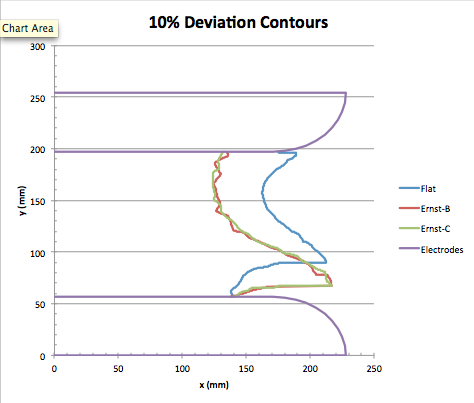 10% Deviation Contours
Chart Area
300
250
200
150
100
50
0
y (mm)
0 50 100 150 200 250
x (mm)
Flat
Ernst-B
Ernst-C
Electrodes